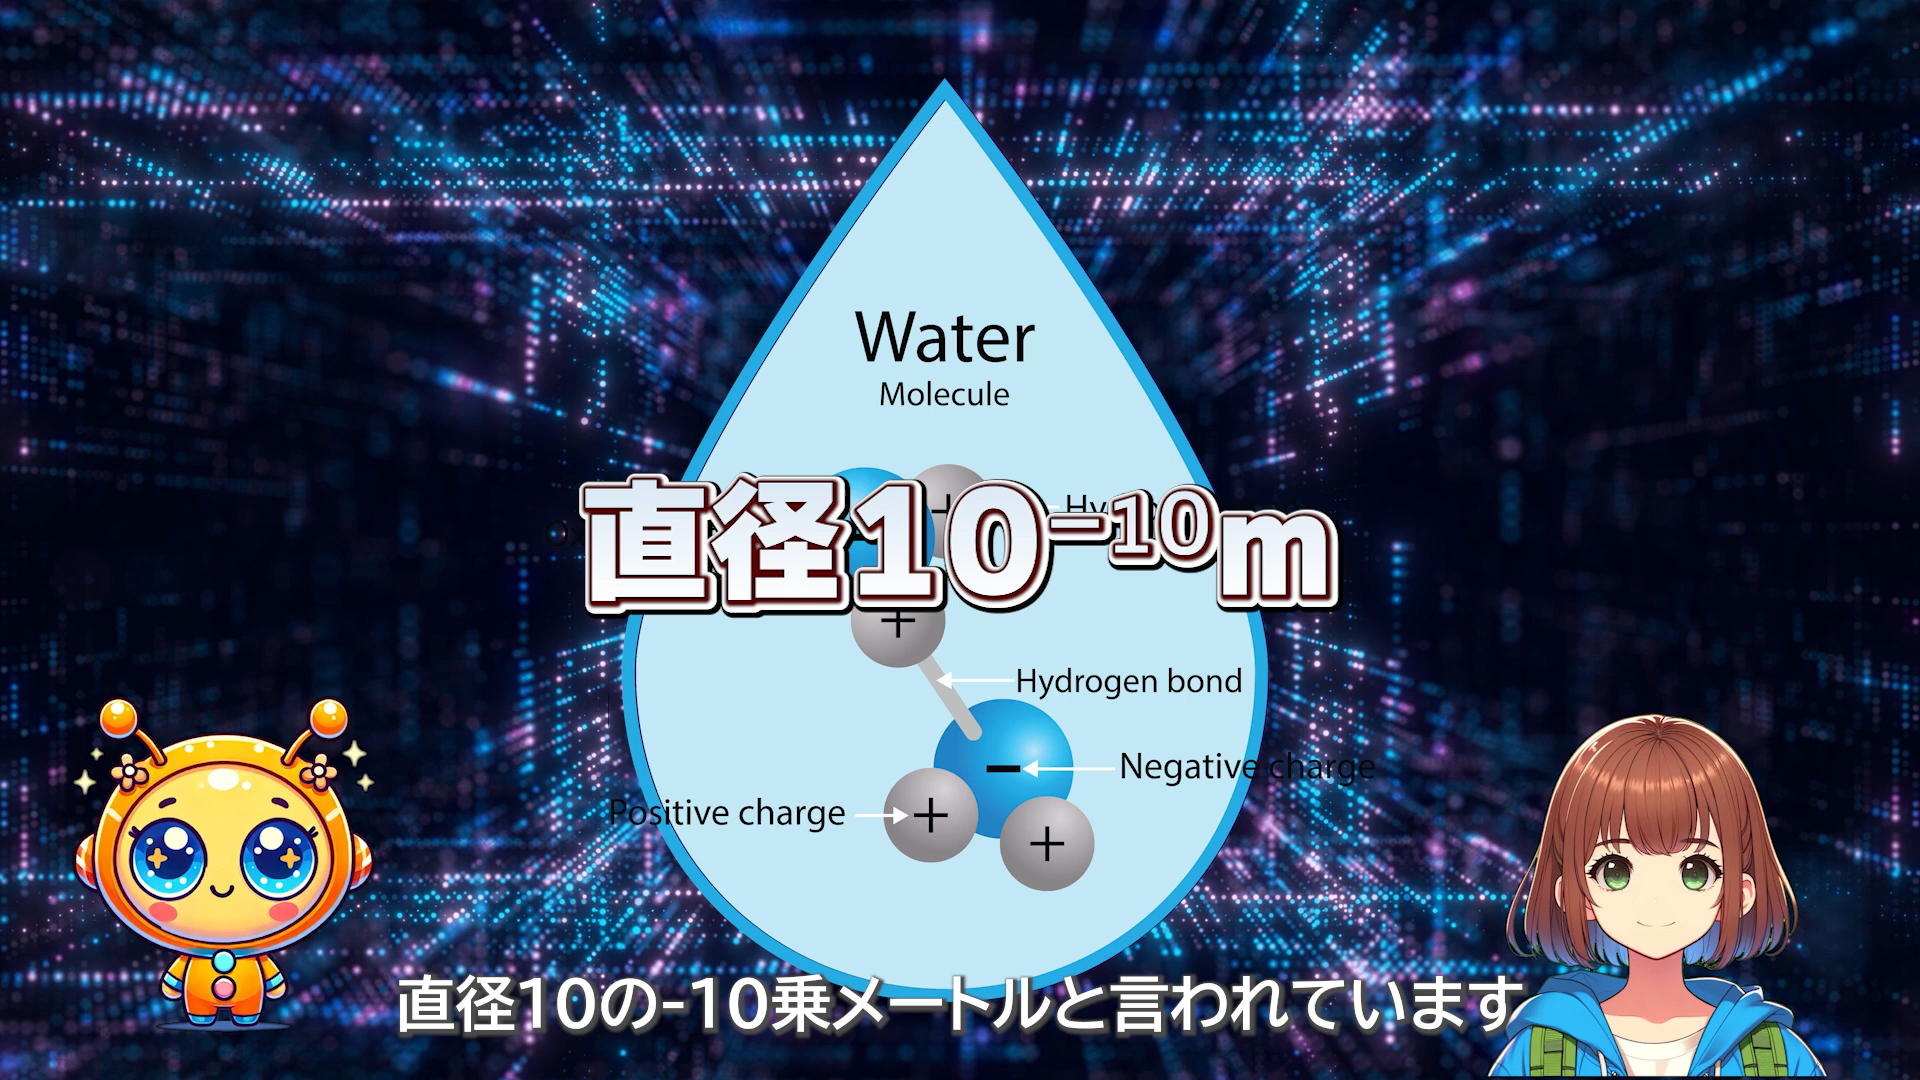 Water
Molecule
直径10⁻¹⁰m
Hydrogen bond
Negative charge
Positive charge
直径10の-10乗メートルと言われています